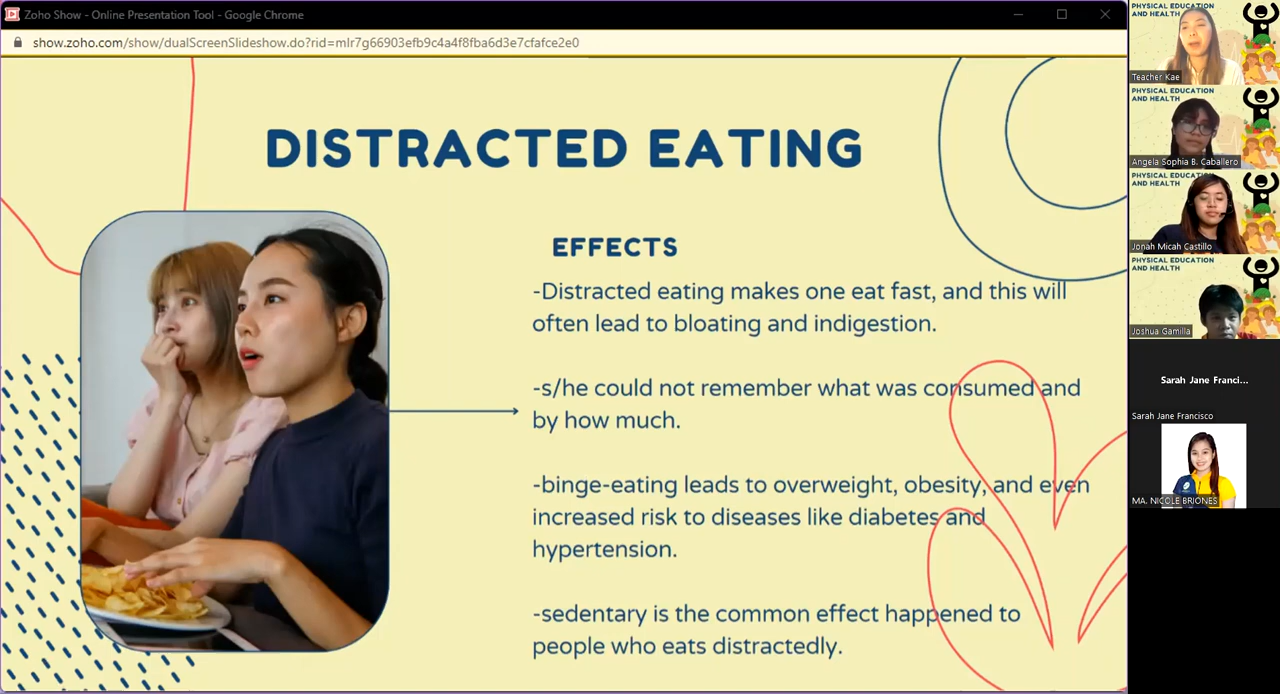 Zoho Show - Online Presentation Tool - Google Chrome
show.zoho.com/show/dualScreenSlideshow.do?rid=mlr7g66903efb9c4a4f8fba6d3e7cfafce2e0
DISTRACTED EATING
EFFECTS
-Distracted eating makes one eat fast, and this will
often lead to bloating and indigestion.
-s/he could not remember what was consumed and
by how much.
-binge-eating leads to overweight, obesity, and even
increased risk to diseases like diabetes and
hypertension.
-sedentary is the common effect happened to
people who eats distractedly.
PHYSICAL EDUCATION
AND HEALTH
Teacher Kae
PHYSICAL EDUCATION
AND HEALTH
Angela Sophia B. Caballero
PHYSICAL EDUCATION
AND HEALTH
Jonah Micah Castillo
PHYSICAL EDUCATION
AND HEALTH
Joshua Gamilla
Sarah Jane Franci...
Sarah Jane Francisco
MA. NICOLE BRIONES